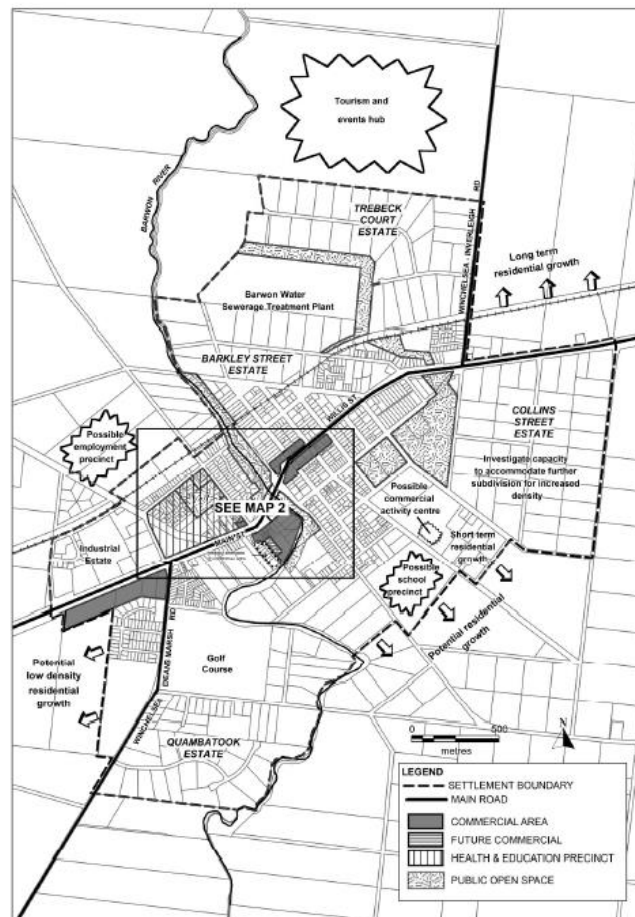 Tourism and
events hub
BARWON RIVER
TREBECK
COURT
ESTATE
WINCHELSEA - INVERLEIGH RD
Long term
residential growth
Barwon Water
Sewerage Treatment Plant
BARKLEY STREET
ESTATE
WILLIS ST
COLLINS
STREET
ESTATE
Possible
employment
precinct
Investigate capacity
to accommodate further
subdivision for increased
density
SEE MAP 2
Possible
commercial
activity centre
MAIN ST
Industrial
Estate
Short term
residential
growth
Possible
school
precinct
Potential residential
growth
Potential
low density
residential
growth
Golf
Course
WINCHELSEA DEANS MARSH RD
QUAMBATOOK
ESTATE
0 500
metres
N
LEGEND
SETTLEMENT BOUNDARY
MAIN ROAD
COMMERCIAL AREA
FUTURE COMMERCIAL
HEALTH & EDUCATION PRECINCT
PUBLIC OPEN SPACE